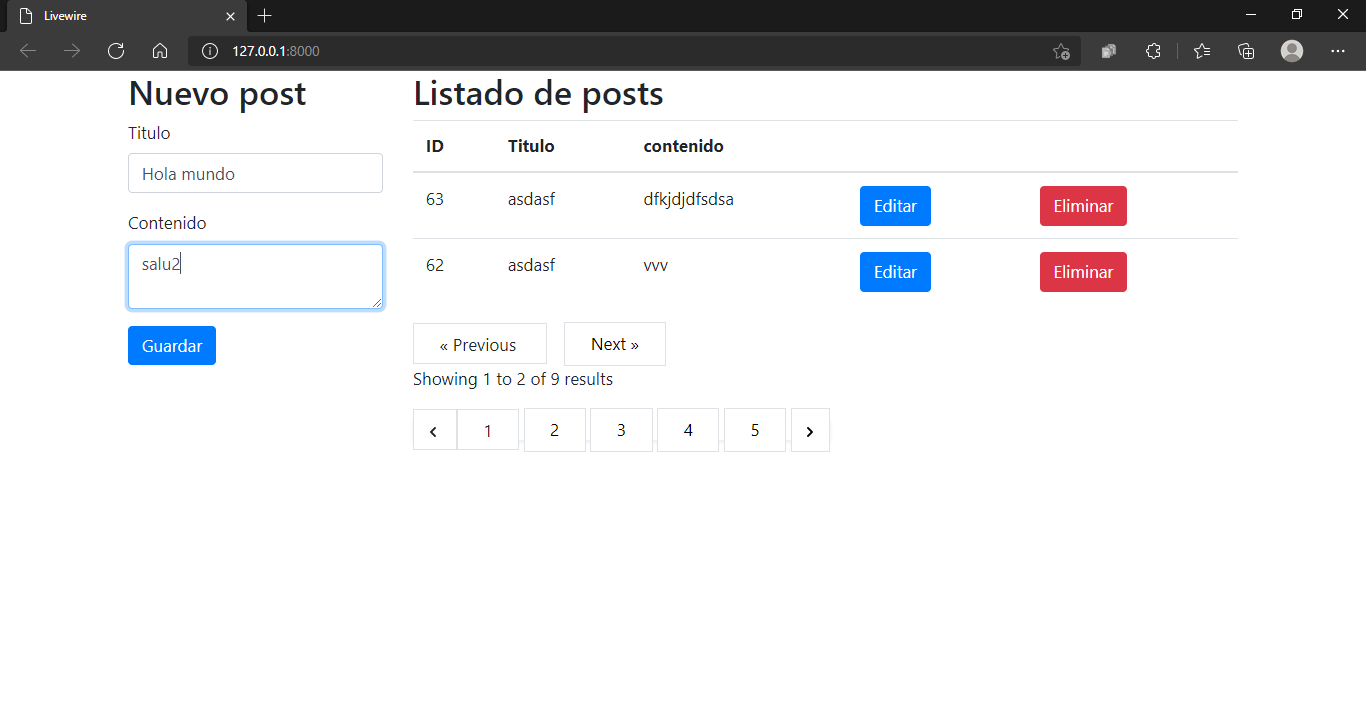 Livewire
127.0.0.1:8000
Nuevo post
Titulo
Hola mundo
Contenido
salu2
Guardar
Listado de posts
ID Titulo contenido
63 asdasf dfkjdjdfsdsa Editar Eliminar
62 asdasf vvv Editar Eliminar
« Previous Next »
Showing 1 to 2 of 9 results
‹ 1 2 3 4 5 ›